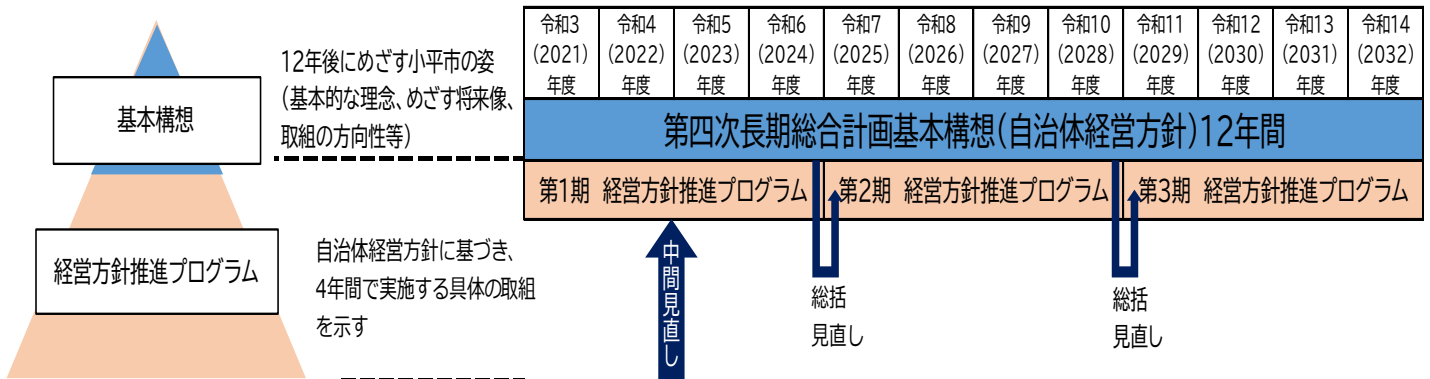 基本構想
経営方針推進プログラム
12年後にめざす小平市の姿
(基本的な理念、めざす将来像、
取組の方向性等)
自治体経営方針に基づき、
4年間で実施する具体の取組
を示す
令和3 令和4 令和5 令和6 令和7 令和8 令和9 令和10 令和11 令和12 令和13 令和14
(2021) (2022) (2023) (2024) (2025) (2026) (2027) (2028) (2029) (2030) (2031) (2032)
年度 年度 年度 年度 年度 年度 年度 年度 年度 年度 年度 年度
第四次長期総合計画基本構想(自治体経営方針)12年間
第1期 経営方針推進プログラム 第2期 経営方針推進プログラム 第3期 経営方針推進プログラム
中間見直し
総括
見直し
総括
見直し